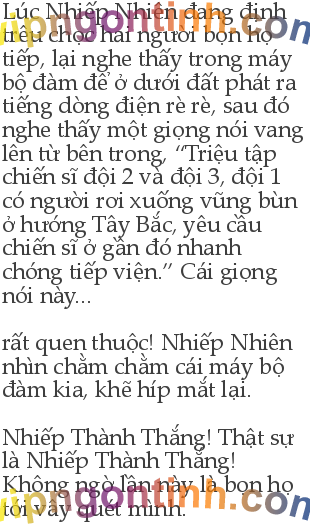 Lúc Nhiếp Nhiên đang định
trêu chọc hai người bọn họ
tiếp, lại nghe thấy trong máy
bộ đàm để ở dưới đất phát ra
tiếng dòng điện rè rè, sau đó
nghe thấy một giọng nói vang
lên từ bên trong, “Triệu tập
chiến sĩ đội 2 và đội 3, đội 1
có người rơi xuống vũng bùn
ở hướng Tây Bắc, yêu cầu
chiến sĩ ở gần đó nhanh
chóng tiếp viện.” Cái giọng
nói này...
rất quen thuộc! Nhiếp Nhiên
nhìn chằm chằm cái máy bộ
đàm kia, khẽ híp mắt lại.
Nhiếp Thành Thắng! Thật sự
là Nhiếp Thành Thắng!
Không ngờ lần này là bọn họ
tới vây quét mình.
vipngontinh.com
vipngontinh.com